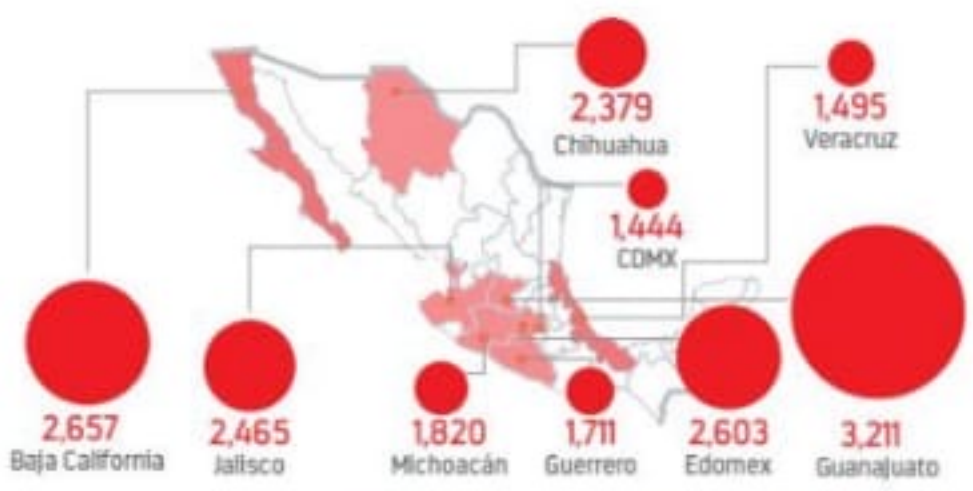 2,379
Chihuahua
1,495
Veracruz
1,444
CDMX
2,657
Baja California
2,465
Jalisco
1,820
Michoacán
1,711
Guerrero
2,603
Edomex
3,211
Guanajuato